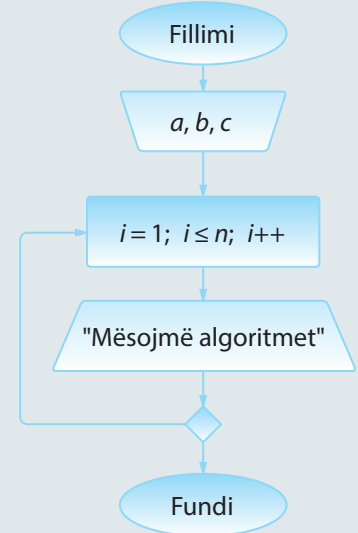 Fillimi
a, b, c
i = 1; i ≤ n; i++
"Mësojmë algoritmet"
Fundi